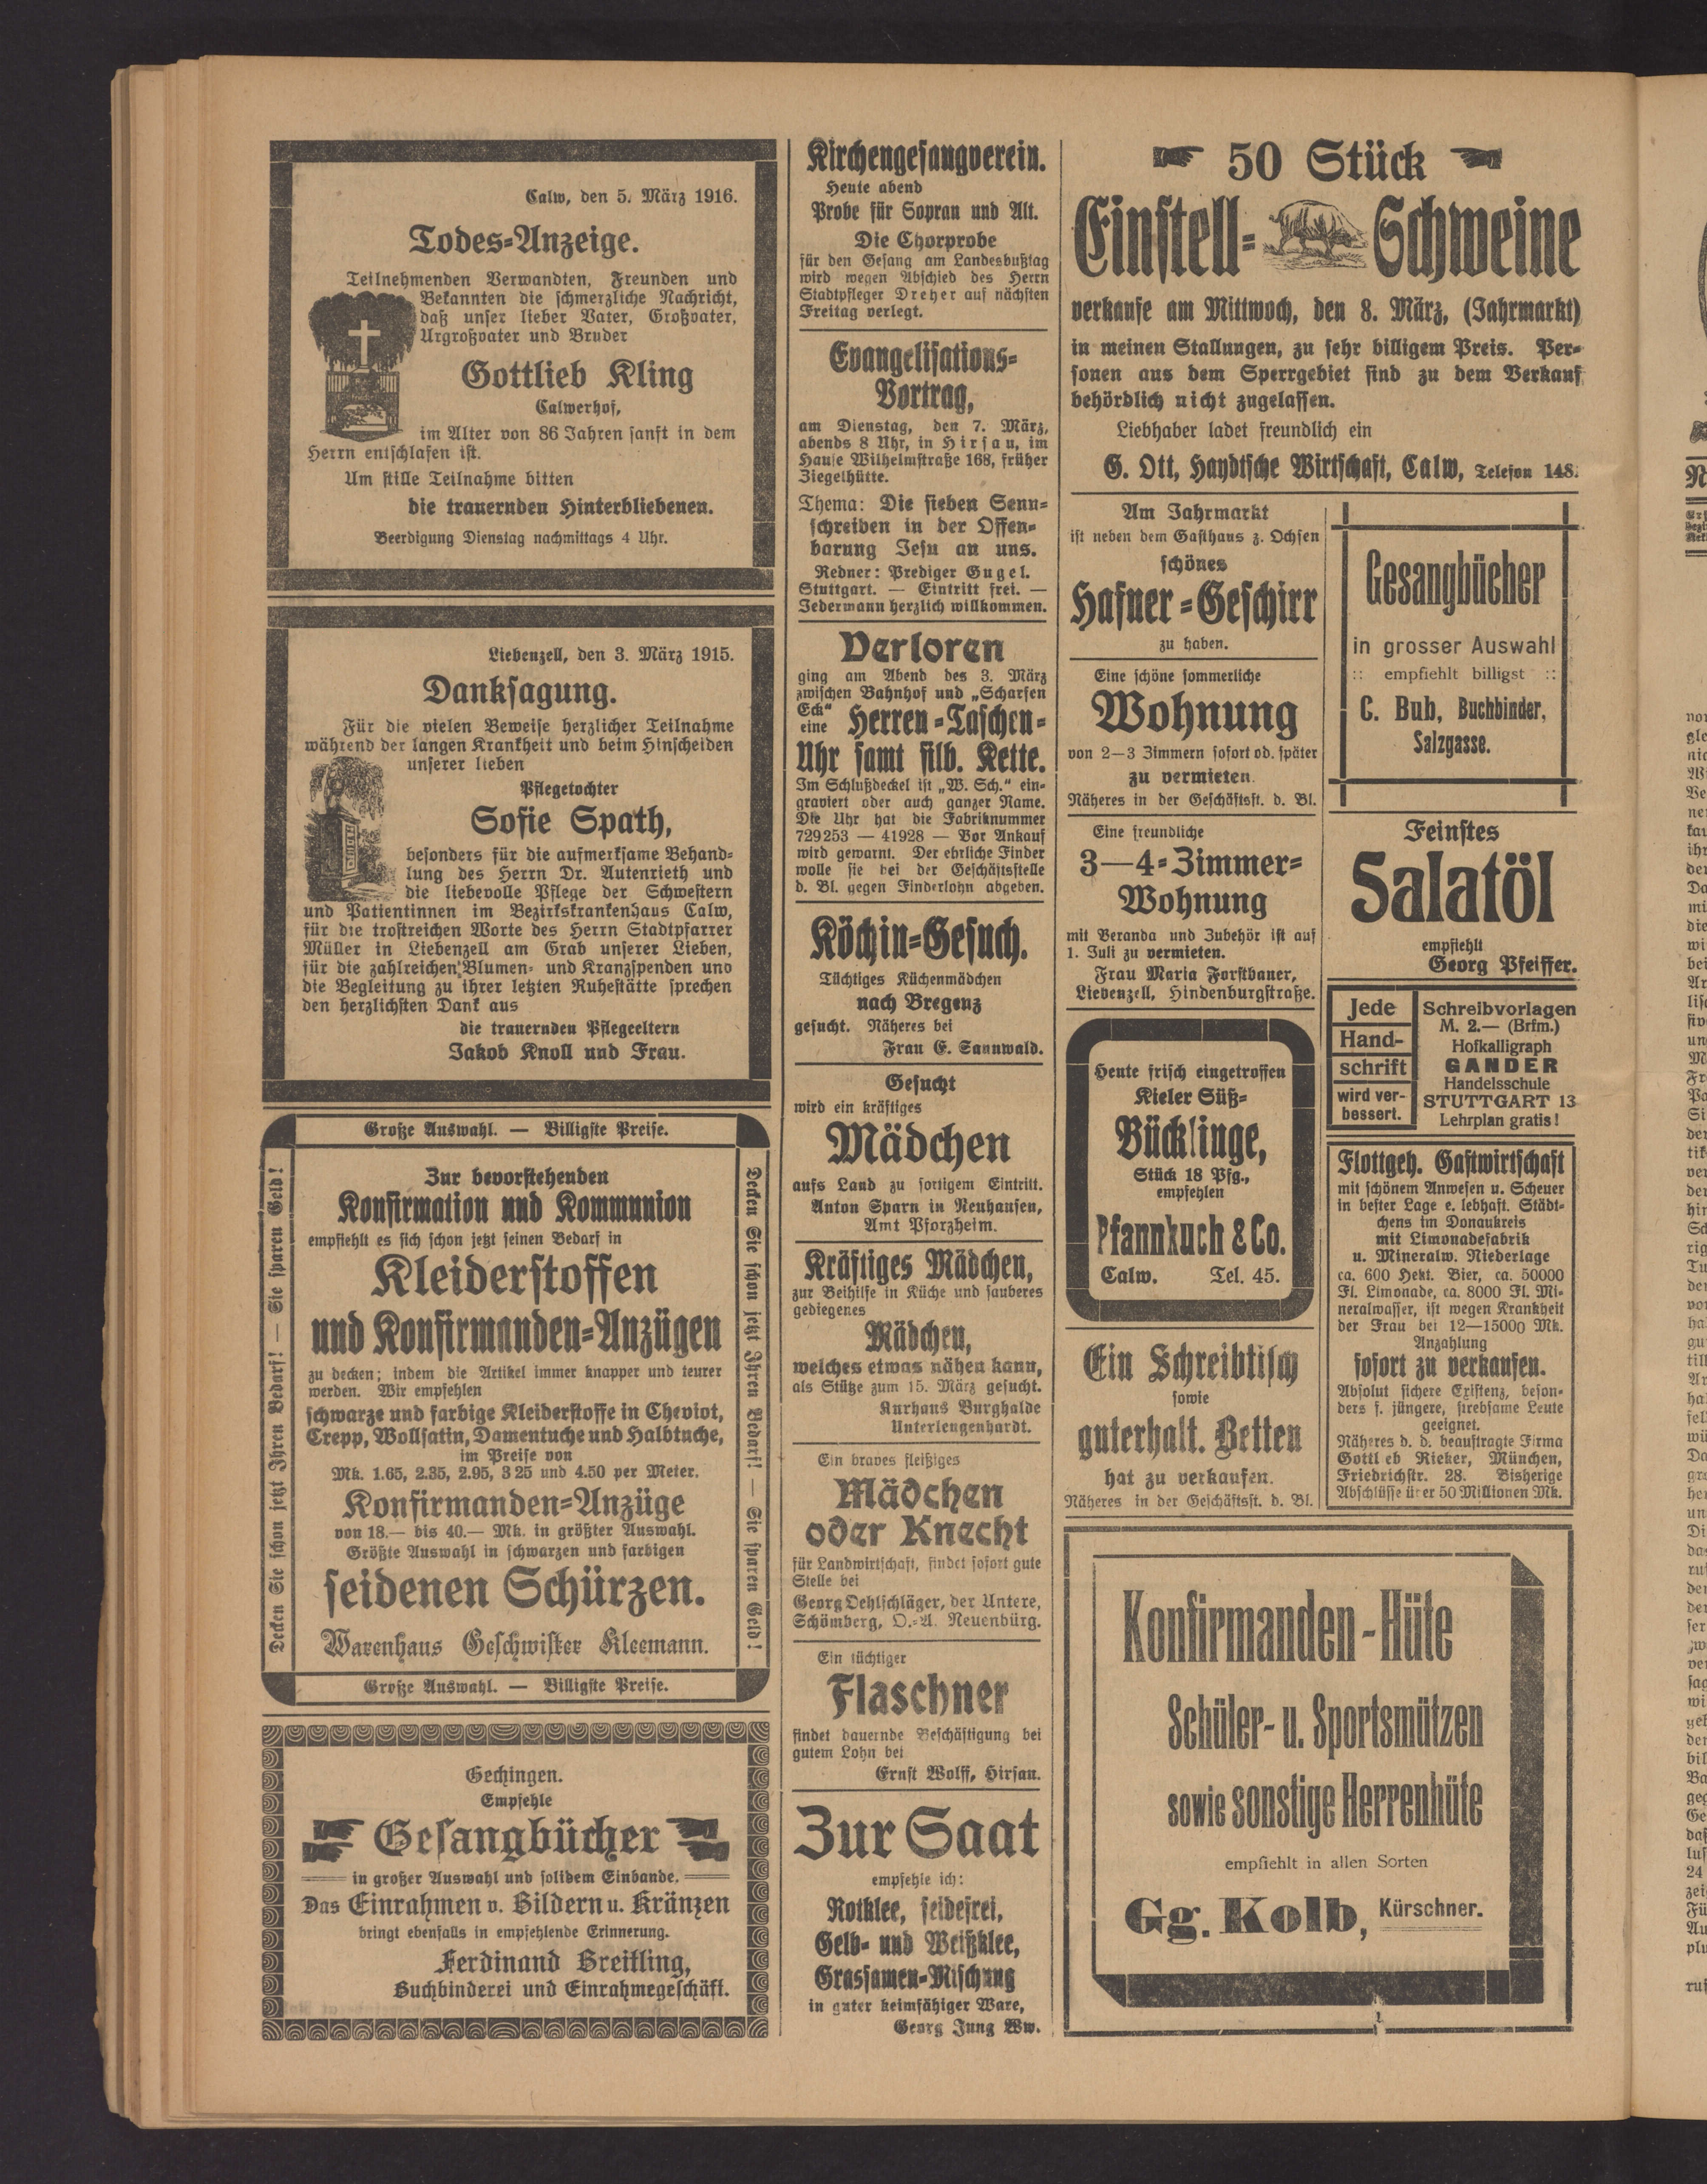 Calw, den 5. März 1916.
Todes-Anzeige.
Teilnehmenden Verwandten, Freunden und
Bekannten die schmerzliche Nachricht,
daß unser lieber Vater, Großvater,
Urgroßvater und Bruder
Gottlieb Kling
Calwerhof,
im Alter von 86 Jahren sanft in dem
Herrn entschlafen ist.
Um stille Teilnahme bitten
die trauernden Hinterbliebenen.
Beerdigung Dienstag nachmittags 4 Uhr.
Liebenzell, den 3. März 1915.
Danksagung.
Für die vielen Beweise herzlicher Teilnahme
während der langen Krankheit und beim Hinscheiden
unserer lieben
Pflegetochter
Sofie Spath,
besonders für die aufmerksame Behand-
lung des Herrn Dr. Autenrieth und
die liebevolle Pflege der Schwestern
und Patientinnen im Bezirkskrankenhaus Calw,
für die trostreichen Worte des Herrn Stadtpfarrer
Müller in Liebenzell am Grab unserer Lieben,
für die zahlreichen Blumen- und Kranzspenden und
die Begleitung zu ihrer letzten Ruhestätte sprechen
den herzlichsten Dank aus
die trauernden Pflegeeltern
Jakob Knoll und Frau.
Große Auswahl. — Billigste Preise.
Decken Sie schon jetzt Ihren Bedarf! — Sie sparen Geld!
Zur bevorstehenden
Konfirmation und Kommunion
empfiehlt es sich schon jetzt seinen Bedarf in
Kleiderstoffen
und Konfirmanden-Anzügen
zu decken; indem die Artikel immer knapper und teurer
werden. Wir empfehlen
schwarze und farbige Kleiderstoffe in Cheviot,
Crepp, Wollsatin, Damentuche und Halbtuche,
im Preise von
Mk. 1.65, 2.35, 2.95, 3 25 und 4.50 per Meter.
Konfirmanden-Anzüge
von 18.— bis 40.— Mk. in größter Auswahl.
Größte Auswahl in schwarzen und farbigen
seidenen Schürzen.
Warenhaus Geschwister Kleemann.
Decken Sie schon jetzt Ihren Bedarf! — Sie sparen Geld!
Große Auswahl. — Billigste Preise.
Gechingen.
Empfehle
Gesangbücher
in großer Auswahl und solidem Einbande.
Das Einrahmen v. Bildern u. Kränzen
bringt ebenfalls in empfehlende Erinnerung.
Ferdinand Breitling,
Buchbinderei und Einrahmegeschäft.
Kirchengesangverein.
Heute abend
Probe für Sopran und Alt.
Die Chorprobe
für den Gesang am Landesbußtag
wird wegen Abschied des Herrn
Stadtpfleger Dreher auf nächsten
Freitag verlegt.
Evangelisations-
Vortrag,
am Dienstag, den 7. März,
abends 8 Uhr, in Hirsau, im
Hause Wilhelmstraße 168, früher
Ziegelhütte.
Thema: Die sieben Send-
schreiben in der Offen-
barung Jesu an uns.
Redner: Prediger Gugel.
Stuttgart. — Eintritt frei. —
Jedermann herzlich willkommen.
Verloren
ging am Abend des 3. März
zwischen Bahnhof und „Scharfen
Eck“
eine Herren-Taschen-
Uhr samt silb. Kette.
Im Schlußdeckel ist „W. Sch.“ ein-
graviert oder auch ganzer Name.
Die Uhr hat die Fabriknummer
729253 — 41928 — Vor Ankauf
wird gewarnt. Der ehrliche Finder
wolle sie bei der Geschäftsstelle
d. Bl. gegen Finderlohn abgeben.
Köchin-Gesuch.
Tüchtiges Küchenmädchen
nach Bregenz
gesucht. Näheres bei
Frau E. Sannwald.
Gesucht
wird ein kräftiges
Mädchen
aufs Land zu sofortigem Eintritt.
Anton Sparn in Neuhausen,
Amt Pforzheim.
Kräftiges Mädchen,
zur Beihilfe in Küche und sauberes
gediegenes
Mädchen,
welches etwas nähen kann,
als Stütze zum 15. März gesucht.
Kurhaus Burghalde
Unterlengenhardt.
Ein braves fleißiges
Mädchen
oder Knecht
für Landwirtschaft, findet sofort gute
Stelle bei
Georg Oehlschläger, der Untere,
Schömberg, O.-A. Neuenbürg.
Ein tüchtiger
Flaschner
findet dauernde Beschäftigung bei
gutem Lohn bei
Ernst Wolff, Hirsau.
Zur Saat
empfehle ich:
Rotklee, seidefrei,
Gelb- und Weißklee,
Grassamen-Mischung
in guter keimfähiger Ware,
Georg Jung Ww.
50 Stück
Einstell-Schweine
verkaufe am Mittwoch, den 8. März, (Jahrmarkt)
in meinen Stallungen, zu sehr billigem Preis. Per-
sonen aus dem Sperrgebiet sind zu dem Verkauf
behördlich nicht zugelassen.
Liebhaber ladet freundlich ein
G. Ott, Haydtsche Wirtschaft, Calw, Telefon 148.
Am Jahrmarkt
ist neben dem Gasthaus z. Ochsen
schönes
Hafner-Geschirr
zu haben.
Eine schöne sommerliche
Wohnung
von 2—3 Zimmern sofort od. später
zu vermieten.
Näheres in der Geschäftsst. d. Bl.
Eine freundliche
3—4-Zimmer-
Wohnung
mit Veranda und Zubehör ist auf
1. Juli zu vermieten.
Frau Maria Forstbauer,
Liebenzell, Hindenburgstraße.
Heute frisch eingetroffen
Kieler Süß-
Bücklinge,
Stück 18 Pfg.,
empfehlen
Pfannkuch & Co.
Calw. Tel. 45.
Ein Schreibtisch
sowie
guterhalt. Betten
hat zu verkaufen.
Näheres in der Geschäftsst. d. Bl.
Gesangbücher
in grosser Auswahl
:: empfiehlt billigst ::
C. Bub, Buchbinder,
Salzgasse.
Feinstes
Salatöl
empfiehlt
Georg Pfeiffer.
Jede
Hand-
schrift
wird ver-
bessert.
Schreibvorlagen
M. 2.— (Brfm.)
Hofkalligraph
GANDER
Handelsschule
STUTTGART 13
Lehrplan gratis!
Flottgeh. Gastwirtschaft
mit schönem Anwesen u. Scheuer
in bester Lage e. lebhaft. Städt-
chens im Donaukreis
mit Limonadefabrik
u. Mineralw. Niederlage
ca. 600 Hekt. Bier, ca. 50000
Fl. Limonade, ca. 8000 Fl. Mi-
neralwasser, ist wegen Krankheit
der Frau bei 12—15000 Mk.
Anzahlung
sofort zu verkaufen.
Absolut sichere Existenz, beson-
ders f. jüngere, strebsame Leute
geeignet.
Näheres d. d. beauftragte Firma
Gottl eb Rieker, München,
Friedrichstr. 28. Bisherige
Abschlüsse über 50 Millionen Mk.
Konfirmanden-Hüte
Schüler- u. Sportsmützen
sowie sonstige Herrenhüte
empfiehlt in allen Sorten
Gg. Kolb, Kürschner.